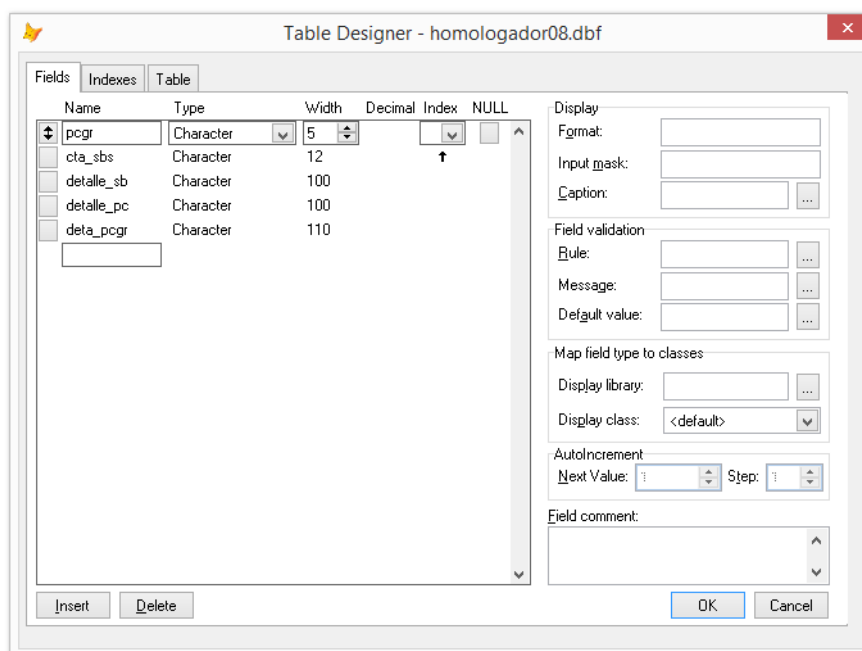 Table Designer - homologador08.dbf
Fields Indexes Table
Name Type Width Decimal Index NULL
pcgr Character 5
cta_sbs Character 12
detalle_sb Character 100
detalle_pc Character 100
deta_pcgr Character 110
Insert Delete
Display
Format:
Input mask:
Caption: ...
Field validation
Rule: ...
Message: ...
Default value: ...
Map field type to classes
Display library: ...
Display class: <default>
AutoIncrement
Next Value: 1 Step: 1
Field comment:
OK Cancel